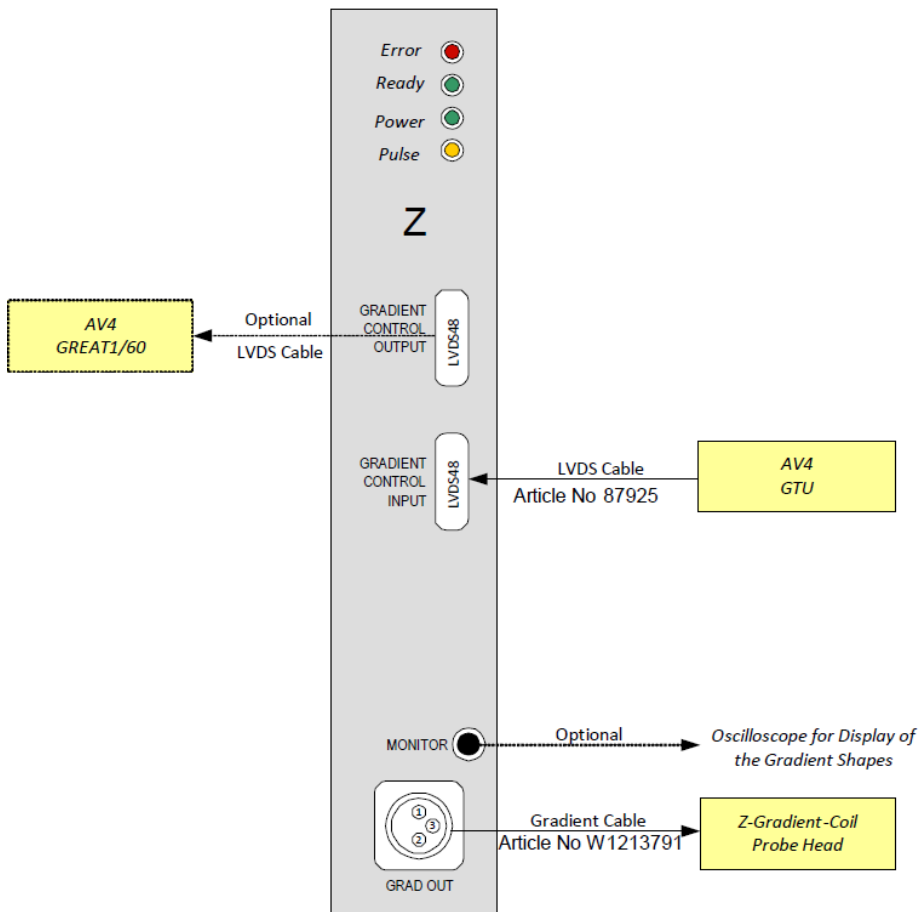 Error
Ready
Power
Pulse
Z
AV4
GREAT1/60
Optional
LVDS Cable
GRADIENT
CONTROL
OUTPUT
LVDS48
GRADIENT
CONTROL
INPUT
LVDS48
LVDS Cable
Article No 87925
AV4
GTU
MONITOR
Optional
Oscilloscope for Display of
the Gradient Shapes
1
3
2
GRAD OUT
Gradient Cable
Article No W1213791
Z-Gradient-Coil
Probe Head